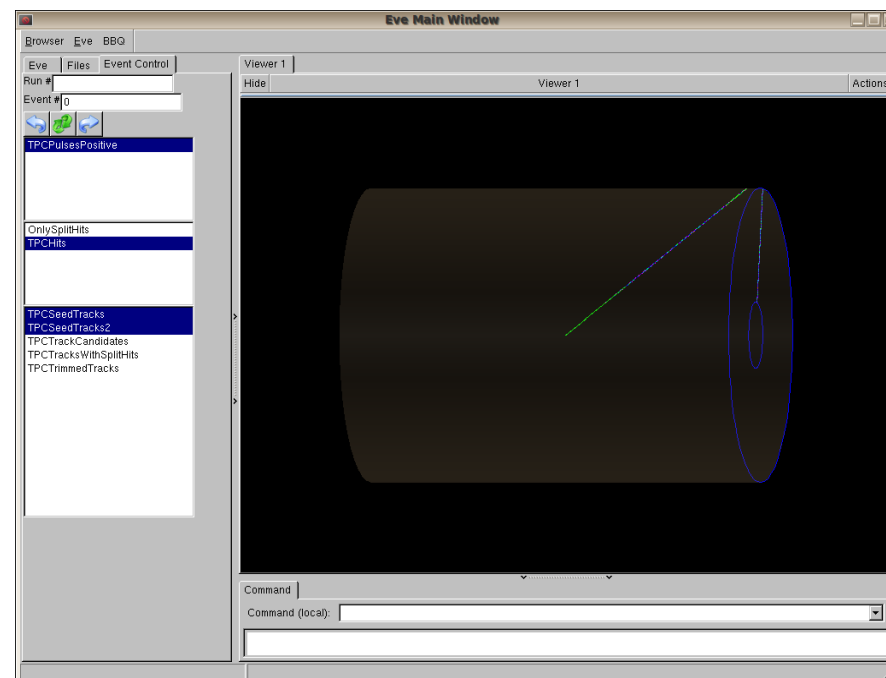 Eve Main Window
Browser Eve BBQ
Eve Files Event Control
Viewer 1
Run #
Hide Viewer 1 Actions
Event # 0
TPCPulsesPositive
OnlySplitHits
TPCHits
TPCSeedTracks
TPCSeedTracks2
TPCTrackCandidates
TPCTracksWithSplitHits
TPCTrimmedTracks
Command
Command (local):